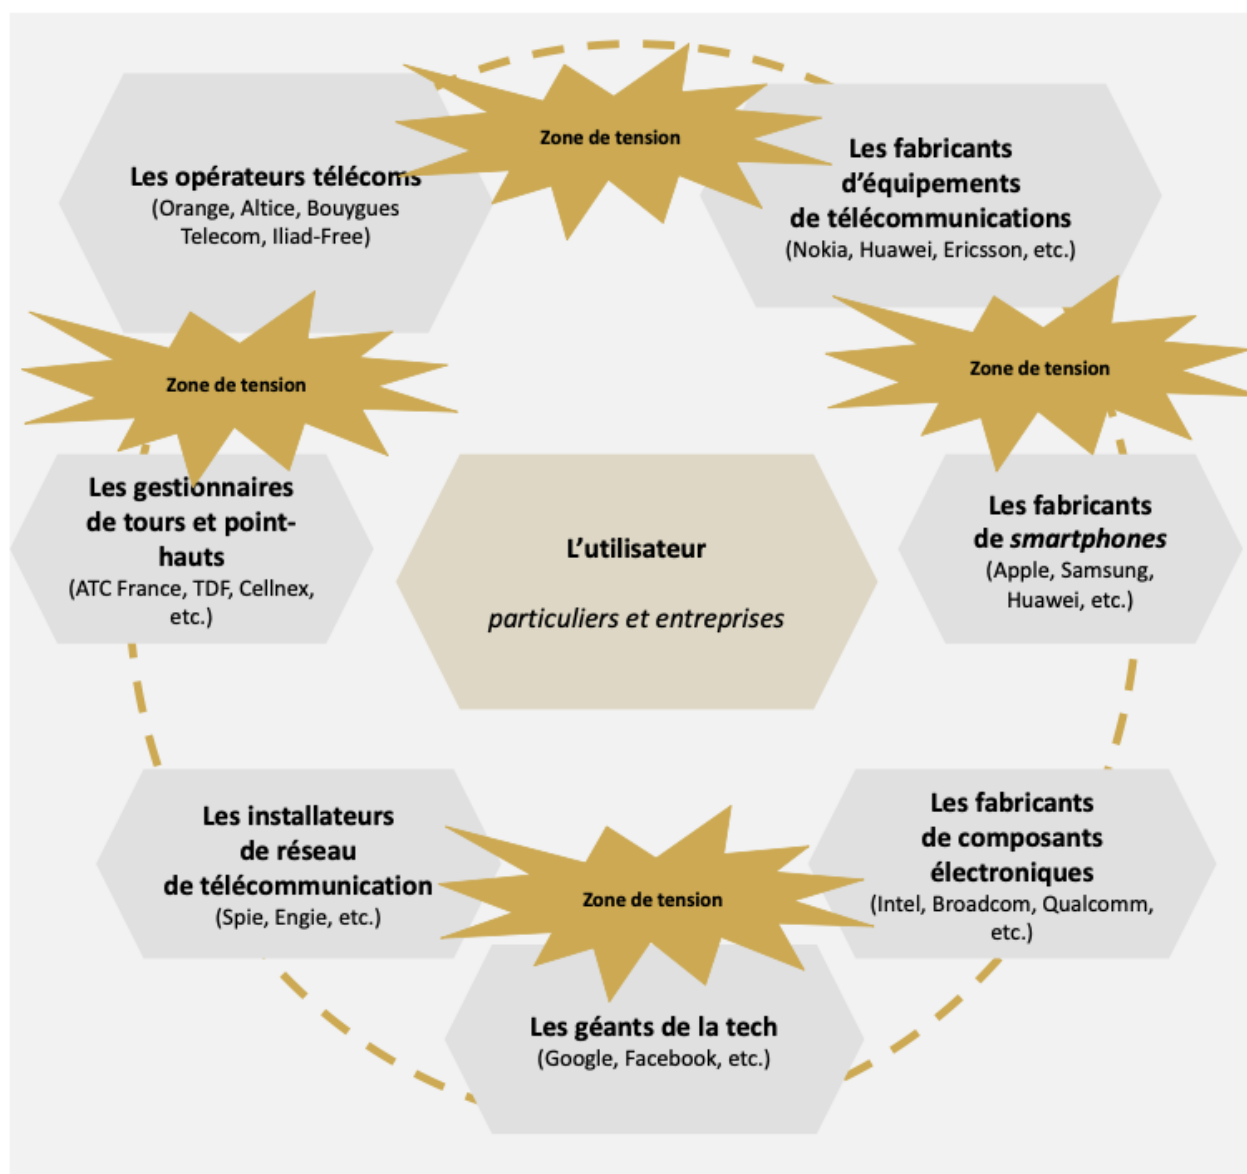 Zone de tension
Les opérateurs télécoms
(Orange, Altice, Bouygues
Telecom, Iliad-Free)
Les fabricants
d’équipements
de télécommunications
(Nokia, Huawei, Ericsson, etc.)
Zone de tension
Zone de tension
Les gestionnaires
de tours et point-
hauts
(ATC France, TDF, Cellnex,
etc.)
L’utilisateur
particuliers et entreprises
Les fabricants
de smartphones
(Apple, Samsung,
Huawei, etc.)
Les installateurs
de réseau
de télécommunication
(Spie, Engie, etc.)
Zone de tension
Les fabricants
de composants
électroniques
(Intel, Broadcom, Qualcomm,
etc.)
Les géants de la tech
(Google, Facebook, etc.)